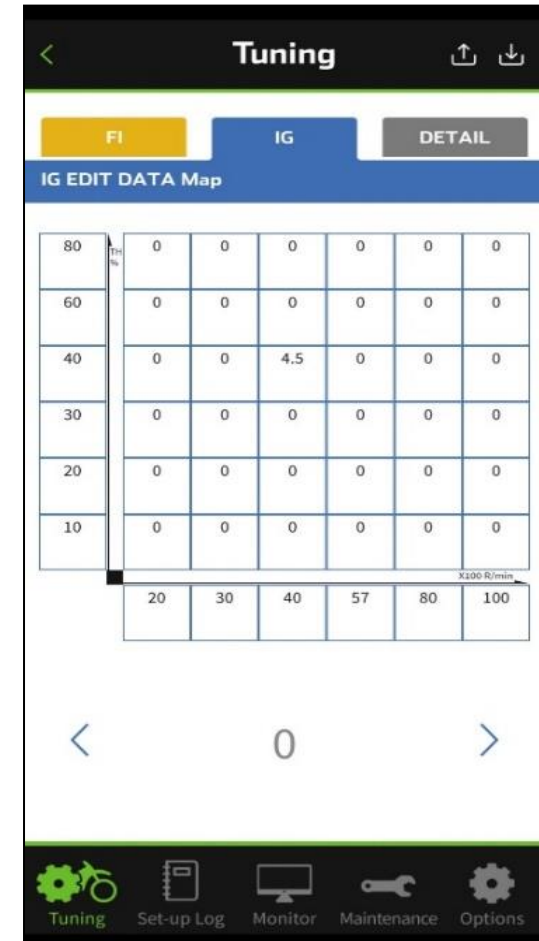 Tuning
FI IG DETAIL
IG EDIT DATA Map
80 TH % 0 0 0 0 0 0
60 0 0 0 0 0 0
40 0 0 4.5 0 0 0
30 0 0 0 0 0 0
20 0 0 0 0 0 0
10 0 0 0 0 0 0
X100 R/min
20 30 40 57 80 100
0
Tuning Set-up Log Monitor Maintenance Options